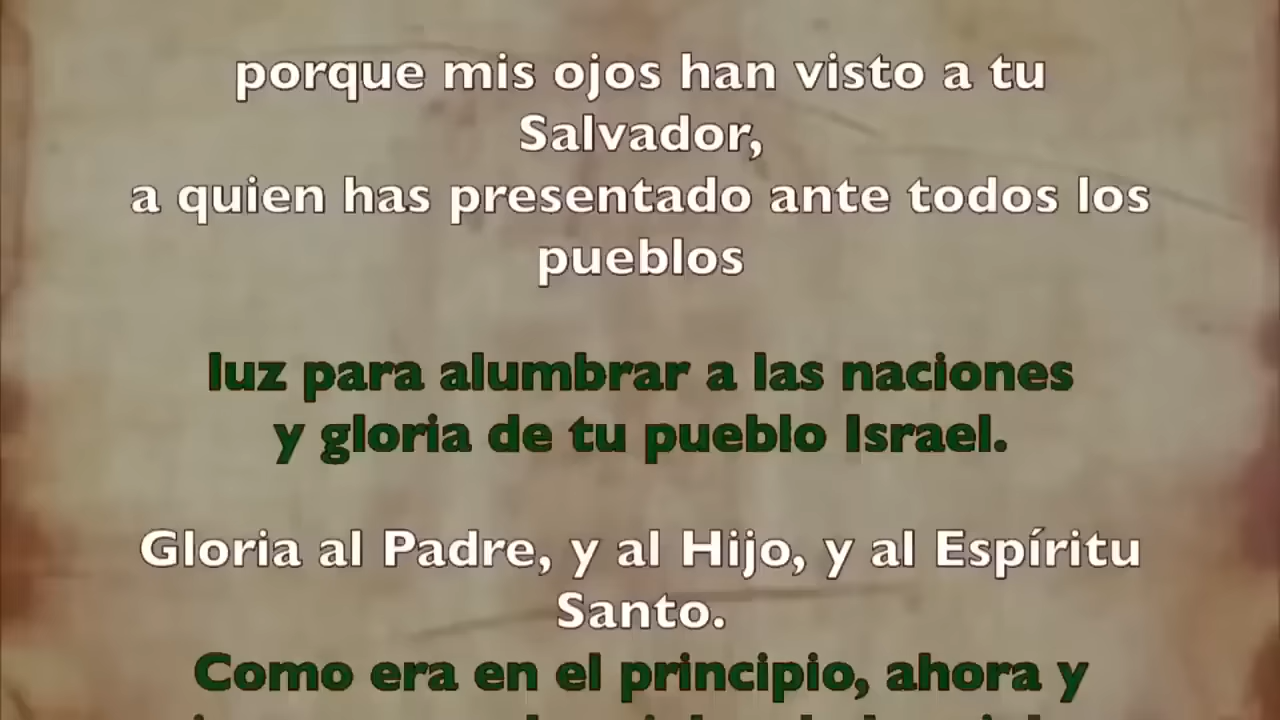 porque mis ojos han visto a tu
Salvador,
a quien has presentado ante todos los
pueblos
luz para alumbrar a las naciones
y gloria de tu pueblo Israel.
Gloria al Padre, y al Hijo, y al Espíritu
Santo.
Como era en el principio, ahora y